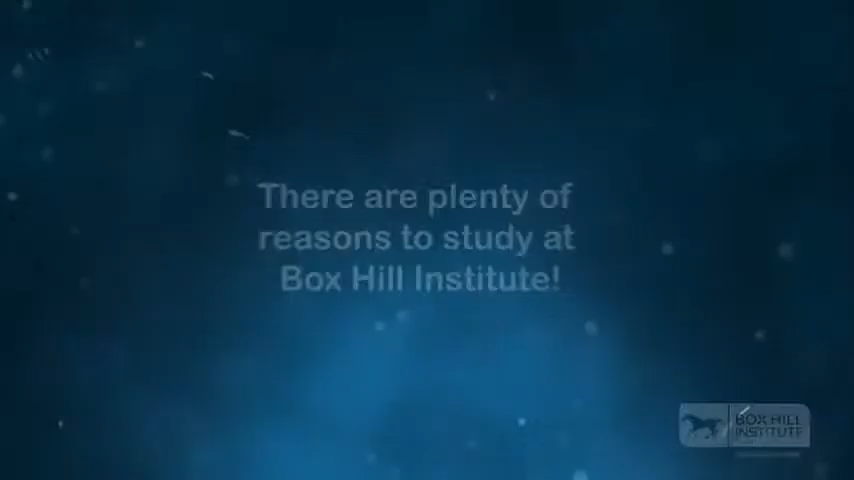 There are plenty of
reasons to study at
Box Hill Institute!
BOX HILL
INSTITUTE